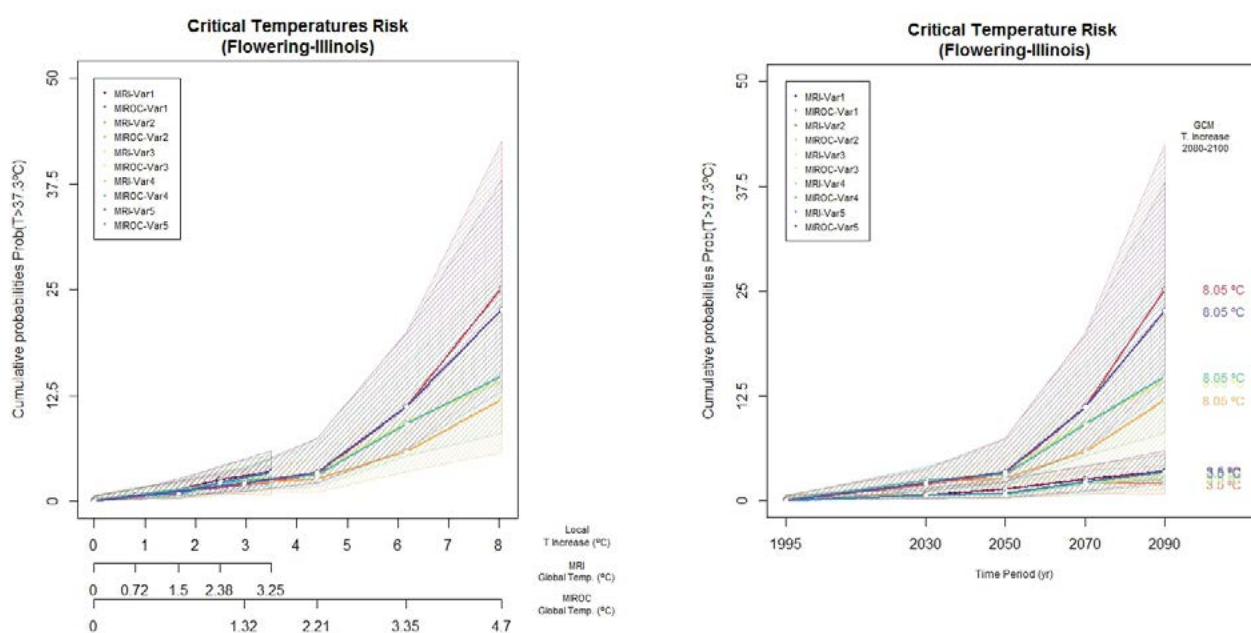 Critical Temperatures Risk
(Flowering-Illinois)
Cumulative probabilities Prob(T>37.3ºC)
50
37.5
25
12.5
0
MRI-Var1
MIROC-Var1
MRI-Var2
MIROC-Var2
MRI-Var3
MIROC-Var3
MRI-Var4
MIROC-Var4
MRI-Var5
MIROC-Var5
0 1 2 3 4 5 6 7 8
Local
T Increase (ºC)
0 0.72 1.5 2.38 3.25
MRI
Global Temp. (ºC)
0 1.32 2.21 3.35 4.7
MIROC
Global Temp. (ºC)
Critical Temperature Risk
(Flowering-Illinois)
Cumulative probabilities Prob(T>37.3ºC)
50
37.5
25
12.5
0
MRI-Var1
MIROC-Var1
MRI-Var2
MIROC-Var2
MRI-Var3
MIROC-Var3
MRI-Var4
MIROC-Var4
MRI-Var5
MIROC-Var5
GCM
T. Increase
2080-2100
8.05 ºC
8.05 ºC
8.05 ºC
8.05 ºC
3.5 ºC
3.5 ºC
1995 2030 2050 2070 2090
Time Period (yr)